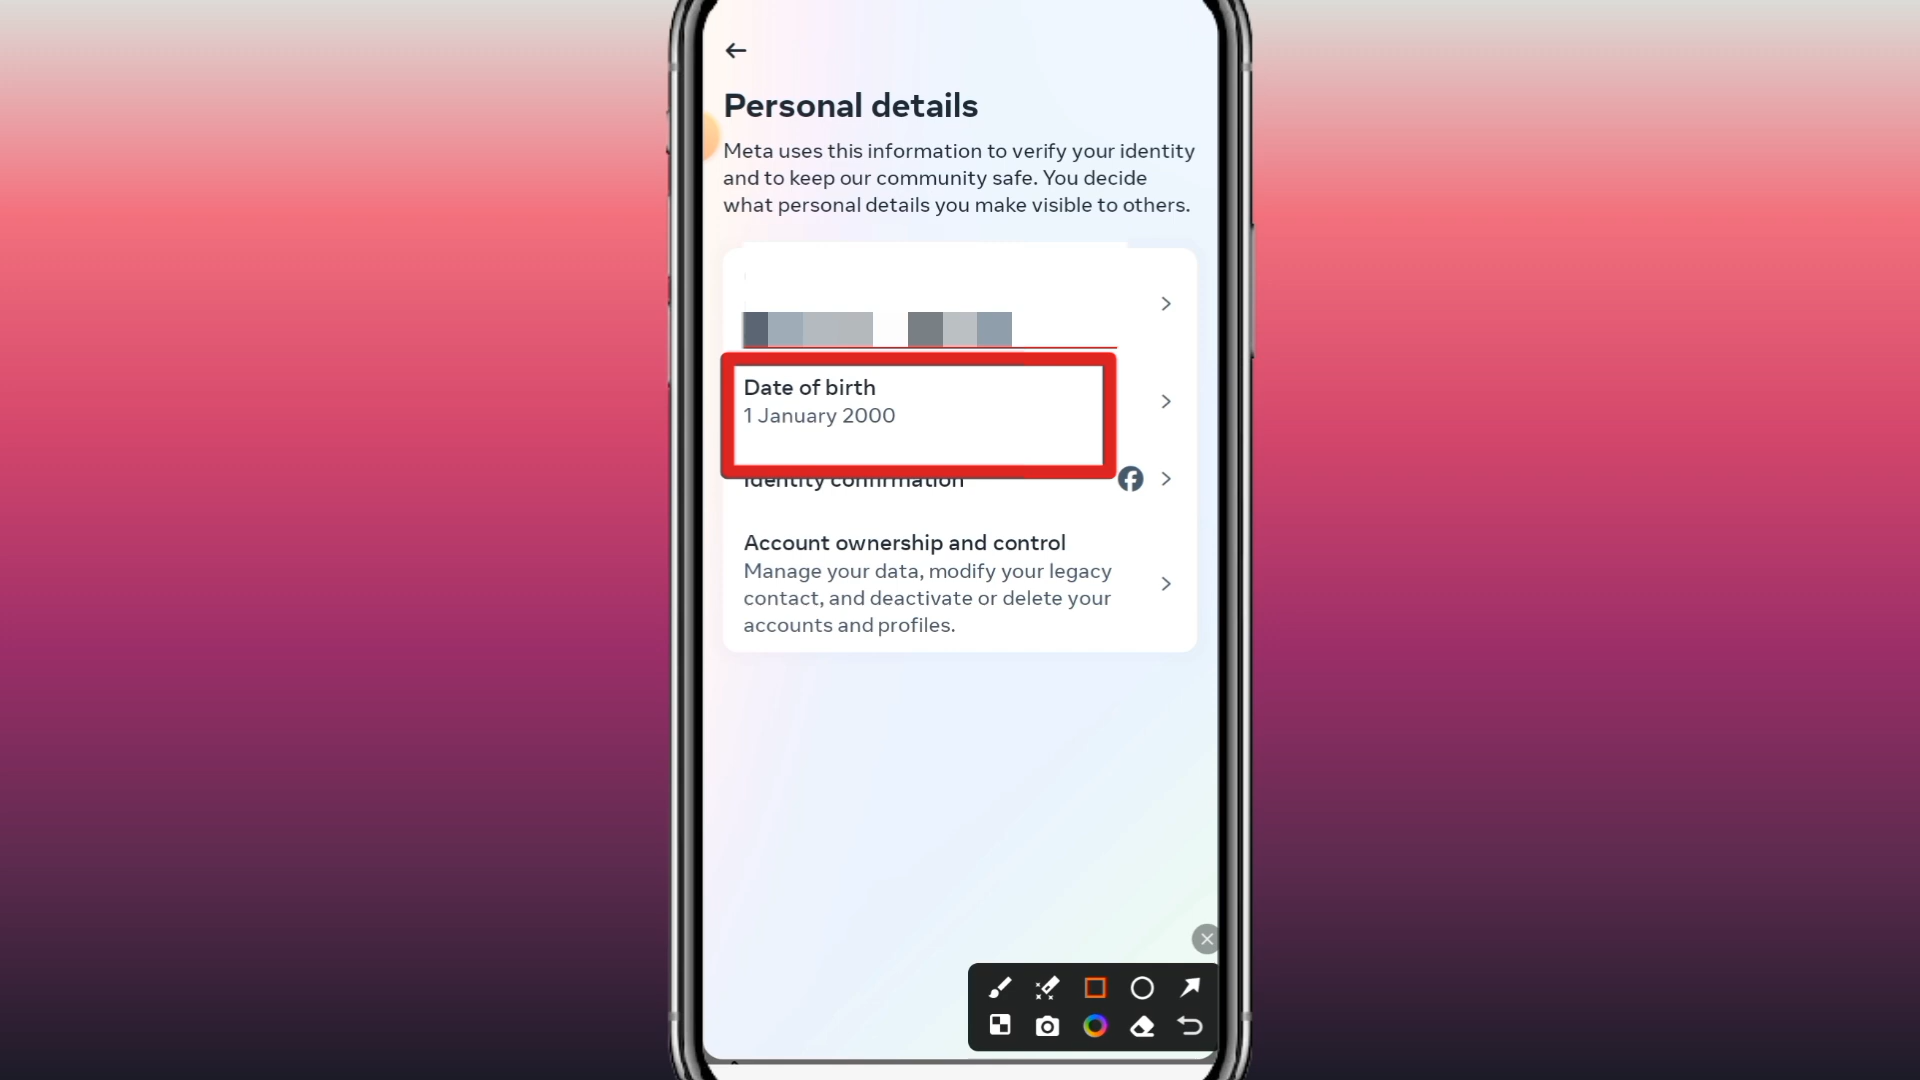 Personal details
Meta uses this information to verify your identity
and to keep our community safe. You decide
what personal details you make visible to others.
Date of birth
1 January 2000
Identity confirmation
Account ownership and control
Manage your data, modify your legacy
contact, and deactivate or delete your
accounts and profiles.